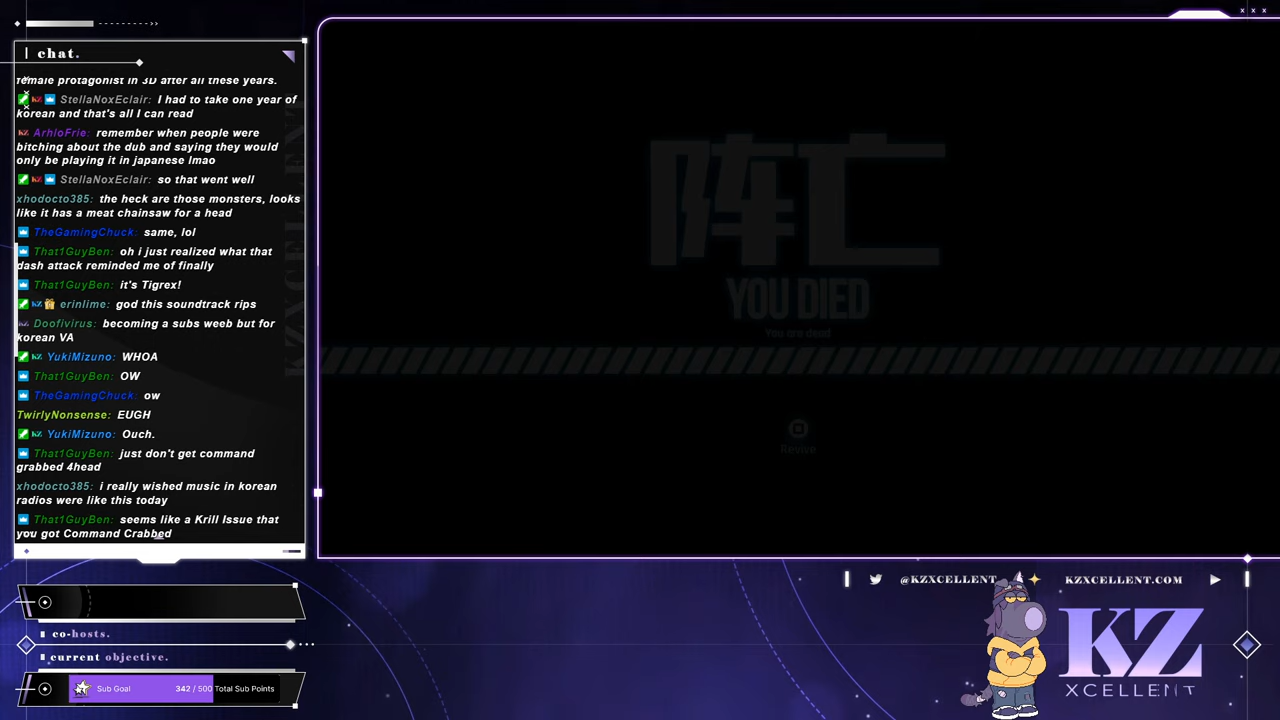 x x x
>>
chat.
female protagonist in 3D after all these years.
StellaNoxEclair: I had to take one year of
korean and that's all I can read
ArhloFrie: remember when people were
bitching about the dub and saying they would
only be playing it in japanese lmao
StellaNoxEclair: so that went well
xhodocto385: the heck are those monsters, looks
like it has a meat chainsaw for a head
TheGamingChuck: same, lol
That1GuyBen: oh i just realized what that
dash attack reminded me of finally
That1GuyBen: it's Tigrex!
erinlime: god this soundtrack rips
Doofivirus: becoming a subs weeb but for
korean VA
YukiMizuno: WHOA
That1GuyBen: OW
TheGamingChuck: ow
TwirlyNonsense: EUGH
YukiMizuno: Ouch.
That1GuyBen: just don't get command
grabbed 4head
xhodocto385: i really wished music in korean
radios were like this today
That1GuyBen: seems like a Krill Issue that
you got Command Crabbed
KZXCELLENT
阵亡
YOU DIED
You are dead
Revive
co-hosts.
current objective.
Sub Goal 342 / 500 Total Sub Points
@KZXCELLENT
KZXCELLENT.COM
KZ
XCELLENT